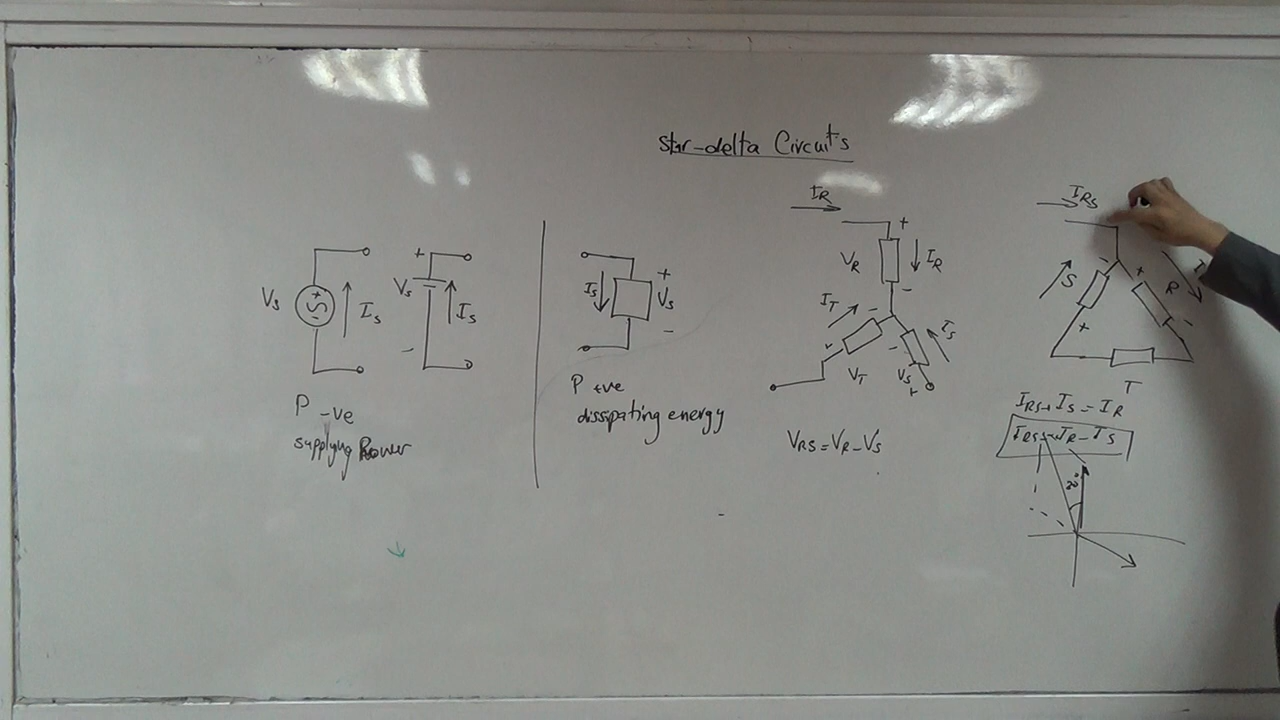 Star-delta Circuits
Vs
+
-
Is
+
Vs
-
Is
P -ve
supplying Power
Is
+
Vs
-
P +ve
dissipating energy
IR
+
VR
IR
-
IT
-
Is
+
VT
-
Vs
+
VRS = VR - VS
IRS
S
-
+
R
+
-
T
IRS + IS = IR
IRS = IR - IS
30°